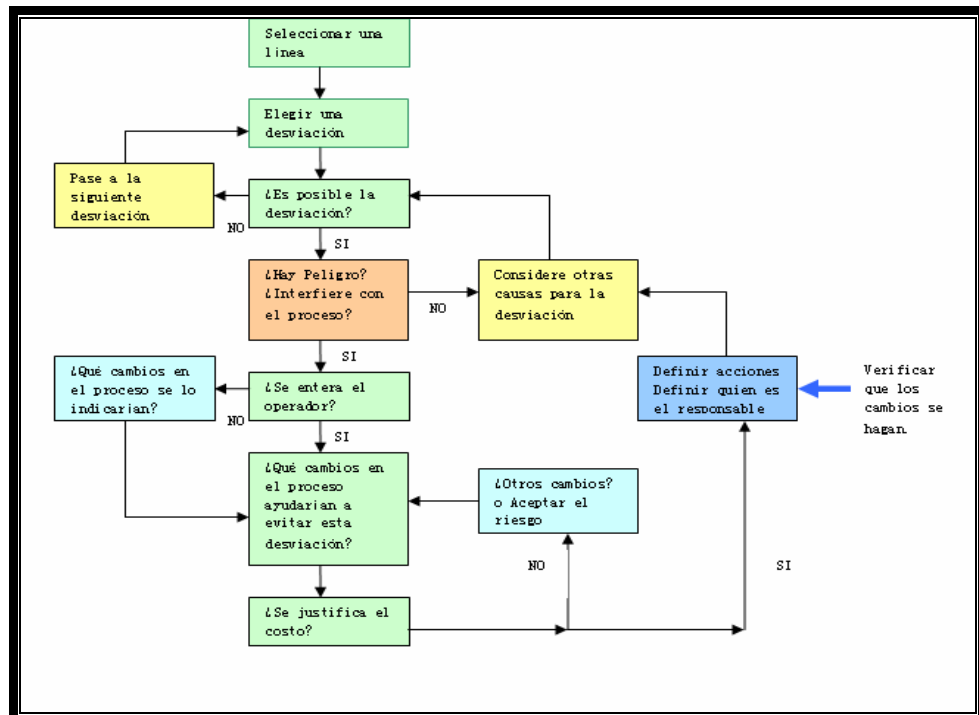 Seleccionar una
linea
Elegir una
desviación
Pase a la
siguiente
desviación
¿Es posible la
desviación?
NO
SI
¿Hay Peligro?
¿Interfiere con
el proceso?
NO
Considere otras
causas para la
desviación
SI
¿Qué cambios en
el proceso se lo
indicarian?
¿Se entera el
operador?
NO
SI
Definir acciones
Definir quien es
el responsable
Verificar
que los
cambios se
hagan.
¿Qué cambios en
el proceso
ayudarian a
evitar esta
desviación?
¿Otros cambios?
o Aceptar el
riesgo
NO
SI
¿Se justifica el
costo?